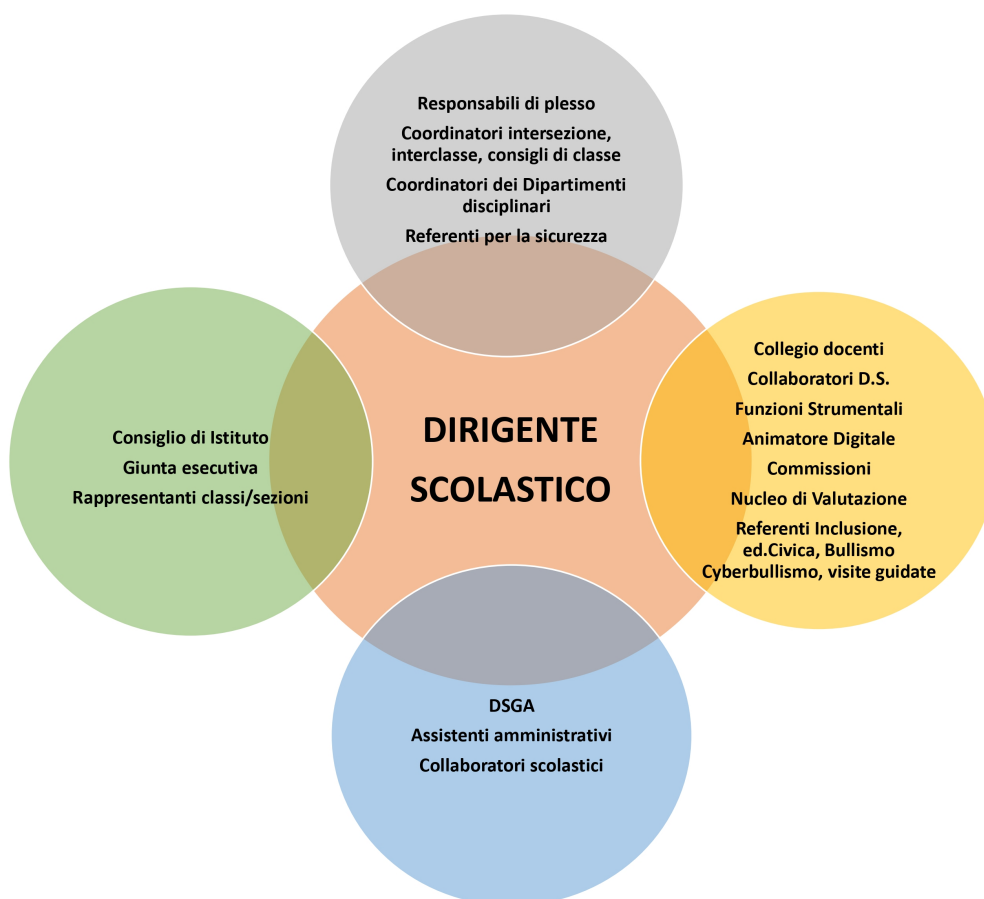 Responsabili di plesso
Coordinatori intersezione,
interclasse, consigli di classe
Coordinatori dei Dipartimenti
disciplinari
Referenti per la sicurezza
Consiglio di Istituto
Giunta esecutiva
Rappresentanti classi/sezioni
DIRIGENTE
SCOLASTICO
Collegio docenti
Collaboratori D.S.
Funzioni Strumentali
Animatore Digitale
Commissioni
Nucleo di Valutazione
Referenti Inclusione,
ed.Civica, Bullismo
Cyberbullismo, visite guidate
DSGA
Assistenti amministrativi
Collaboratori scolastici